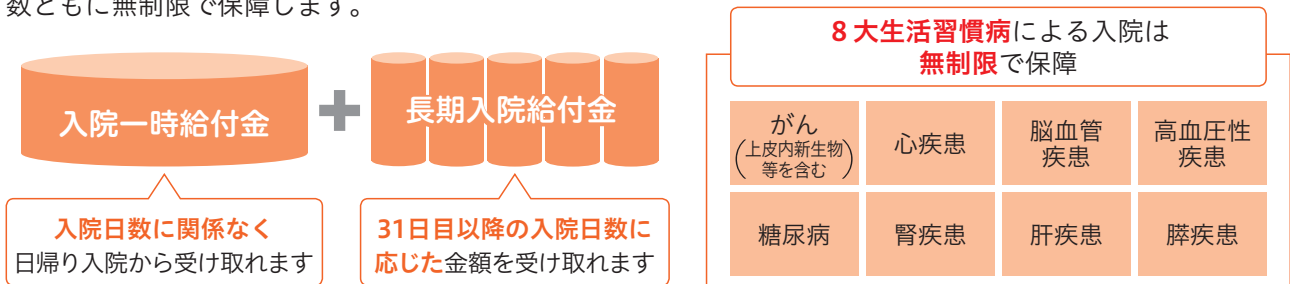 数ともに無制限で保障します。
入院一時給付金
長期入院給付金
入院日数に関係なく
日帰り入院から受け取れます
31日目以降の入院日数に
応じた金額を受け取れます
8大生活習慣病による入院は
無制限で保障
がん
(上皮内新生物
等を含む)
心疾患
脳血管
疾患
高血圧性
疾患
糖尿病
腎疾患
肝疾患
膵疾患